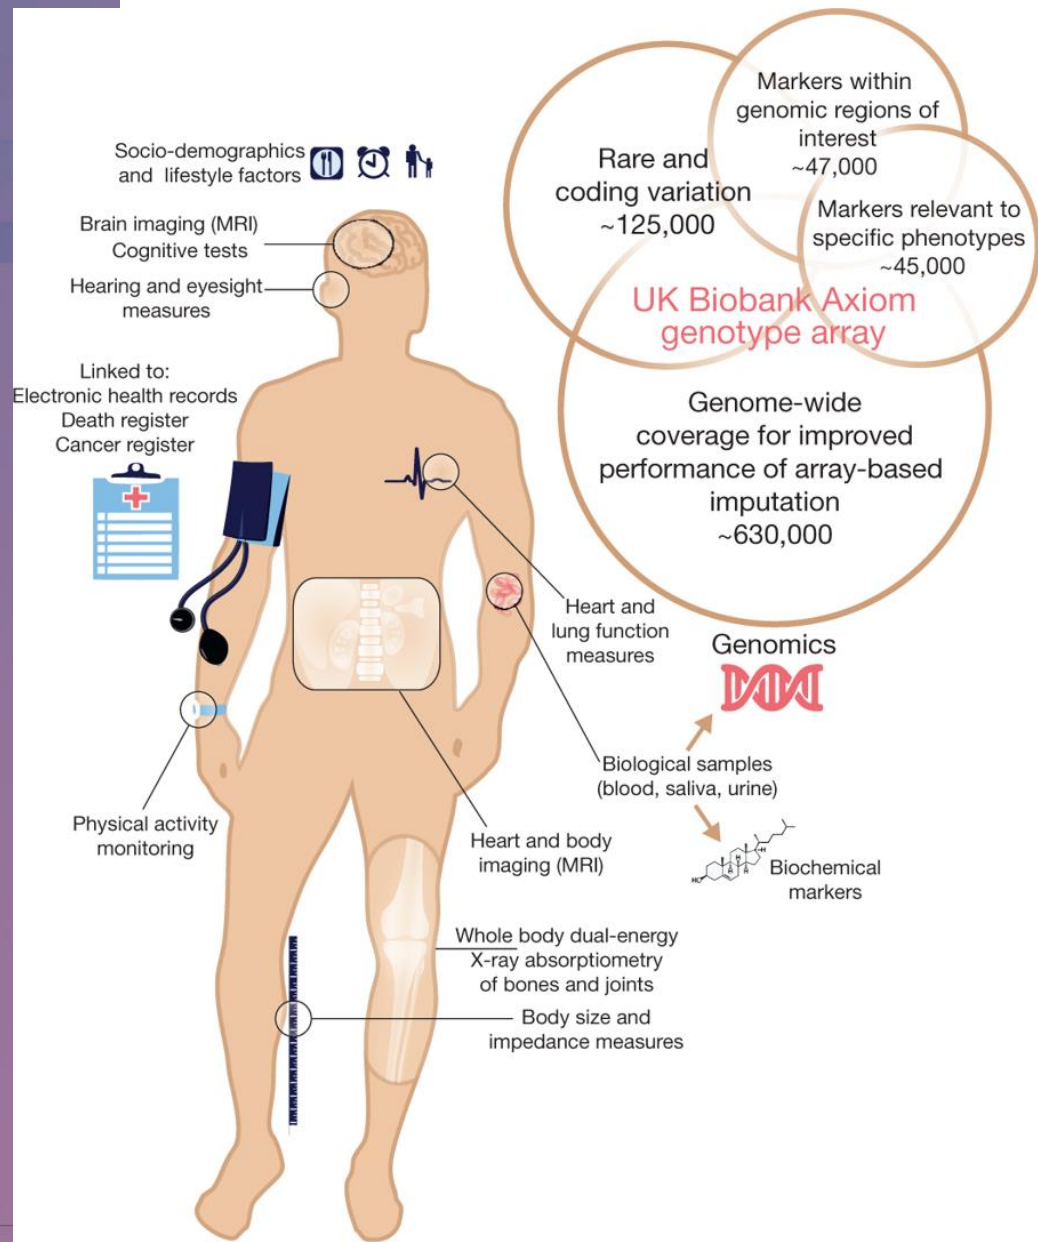 Socio-demographics
and lifestyle factors
Brain imaging (MRI)
Cognitive tests
Hearing and eyesight
measures
Linked to:
Electronic health records
Death register
Cancer register
Physical activity
monitoring
Rare and
coding variation
~125,000
Markers within
genomic regions of
interest
~47,000
Markers relevant to
specific phenotypes
~45,000
UK Biobank Axiom
genotype array
Genome-wide
coverage for improved
performance of array-based
imputation
~630,000
Heart and
lung function
measures
Genomics
Biological samples
(blood, saliva, urine)
Heart and body
imaging (MRI)
HO
H
H
H
H
Biochemical
markers
Whole body dual-energy
X-ray absorptiometry
of bones and joints
Body size and
impedance measures